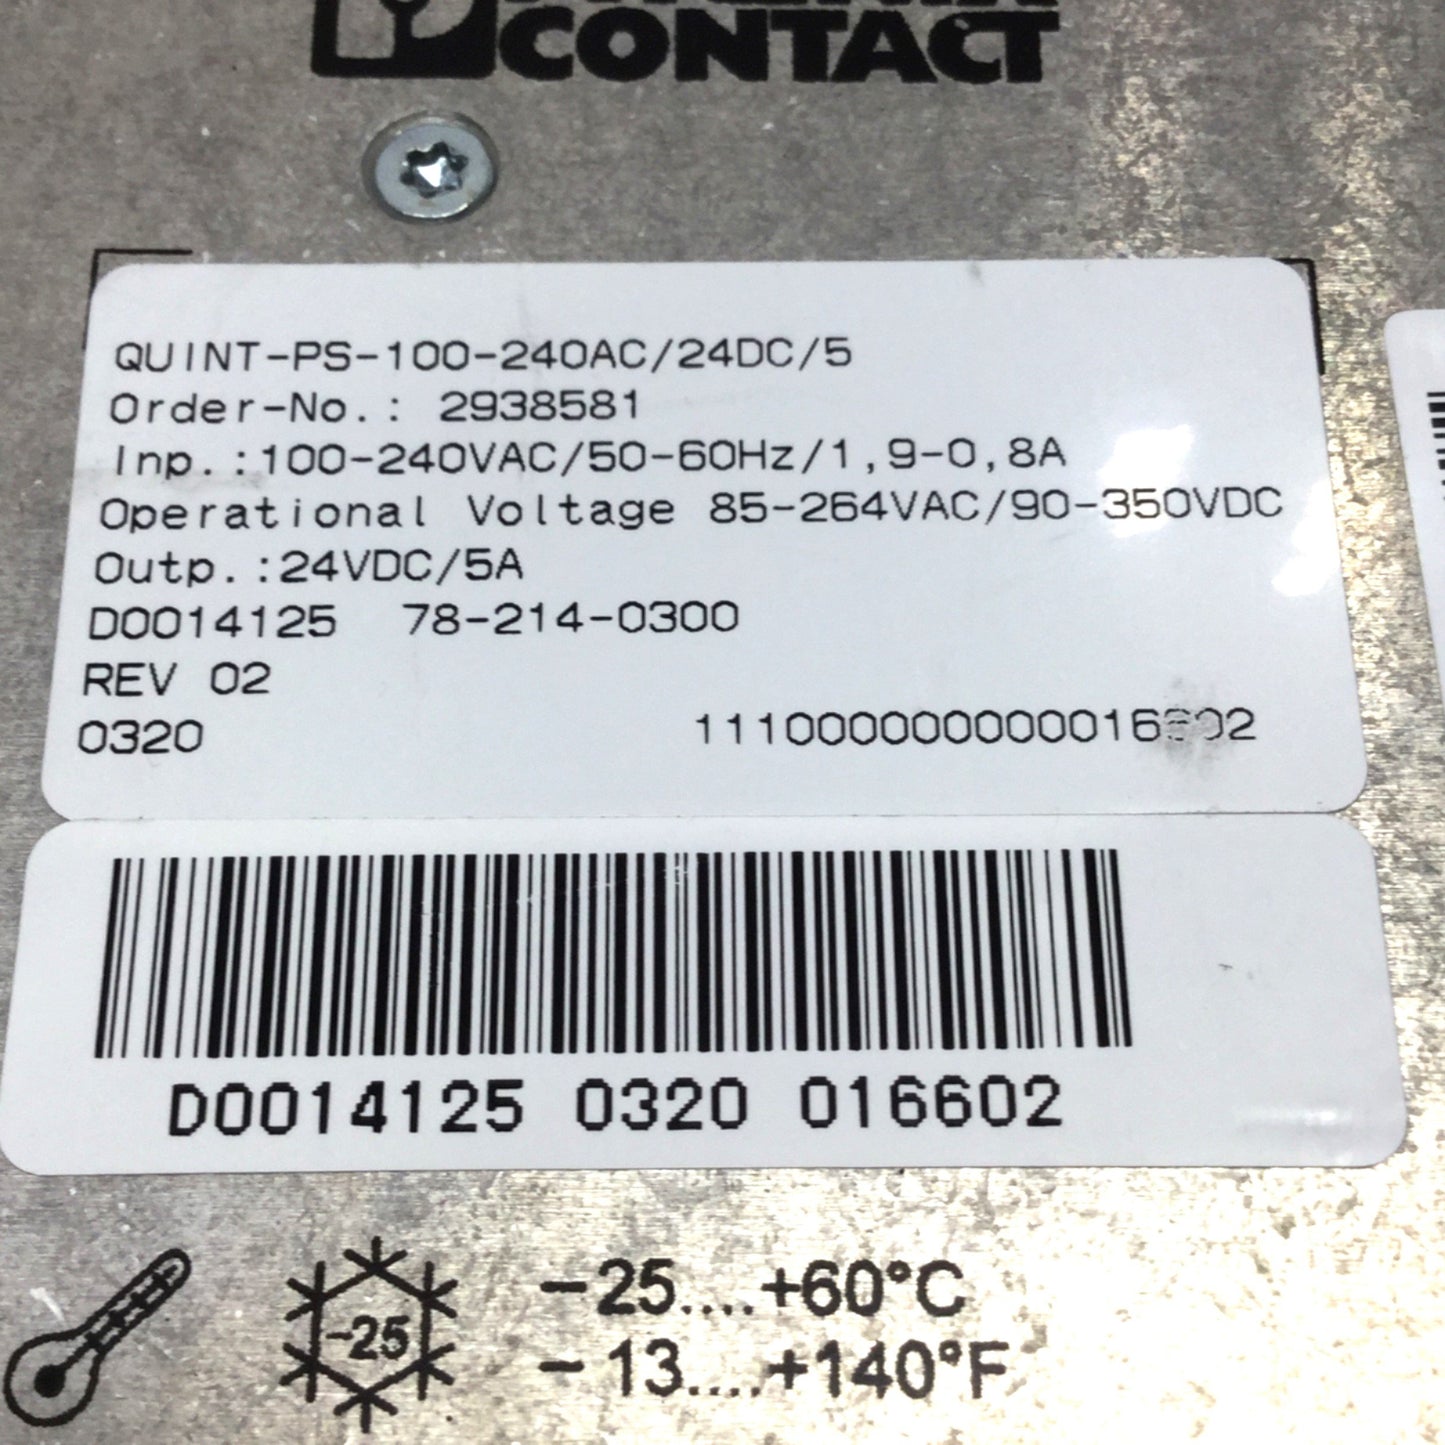 CONTACT
QUINT-PS-100-240AC/24DC/5
Order-No.: 2938581
Inp.:100-240VAC/50-60Hz/1,9-0,8A
Operational Voltage 85-264VAC/90-350VDC
Outp.:24VDC/5A
D0014125 78-214-0300
REV 02
0320
D0014125 0320 016602
-25
-25....+60°C
-13....+140°F